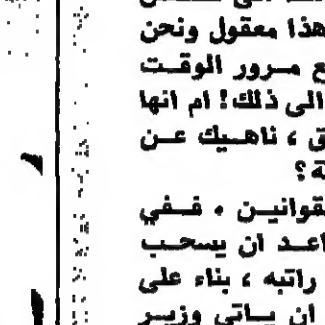 هذا معقول ونحن
ع مرور الوقت
الى ذلك! ام انها
ق، ناهيك عن
ة؟
قوانين. ففي
اعد ان يسحب
راتبه، بناء على
ان ياتي وزير